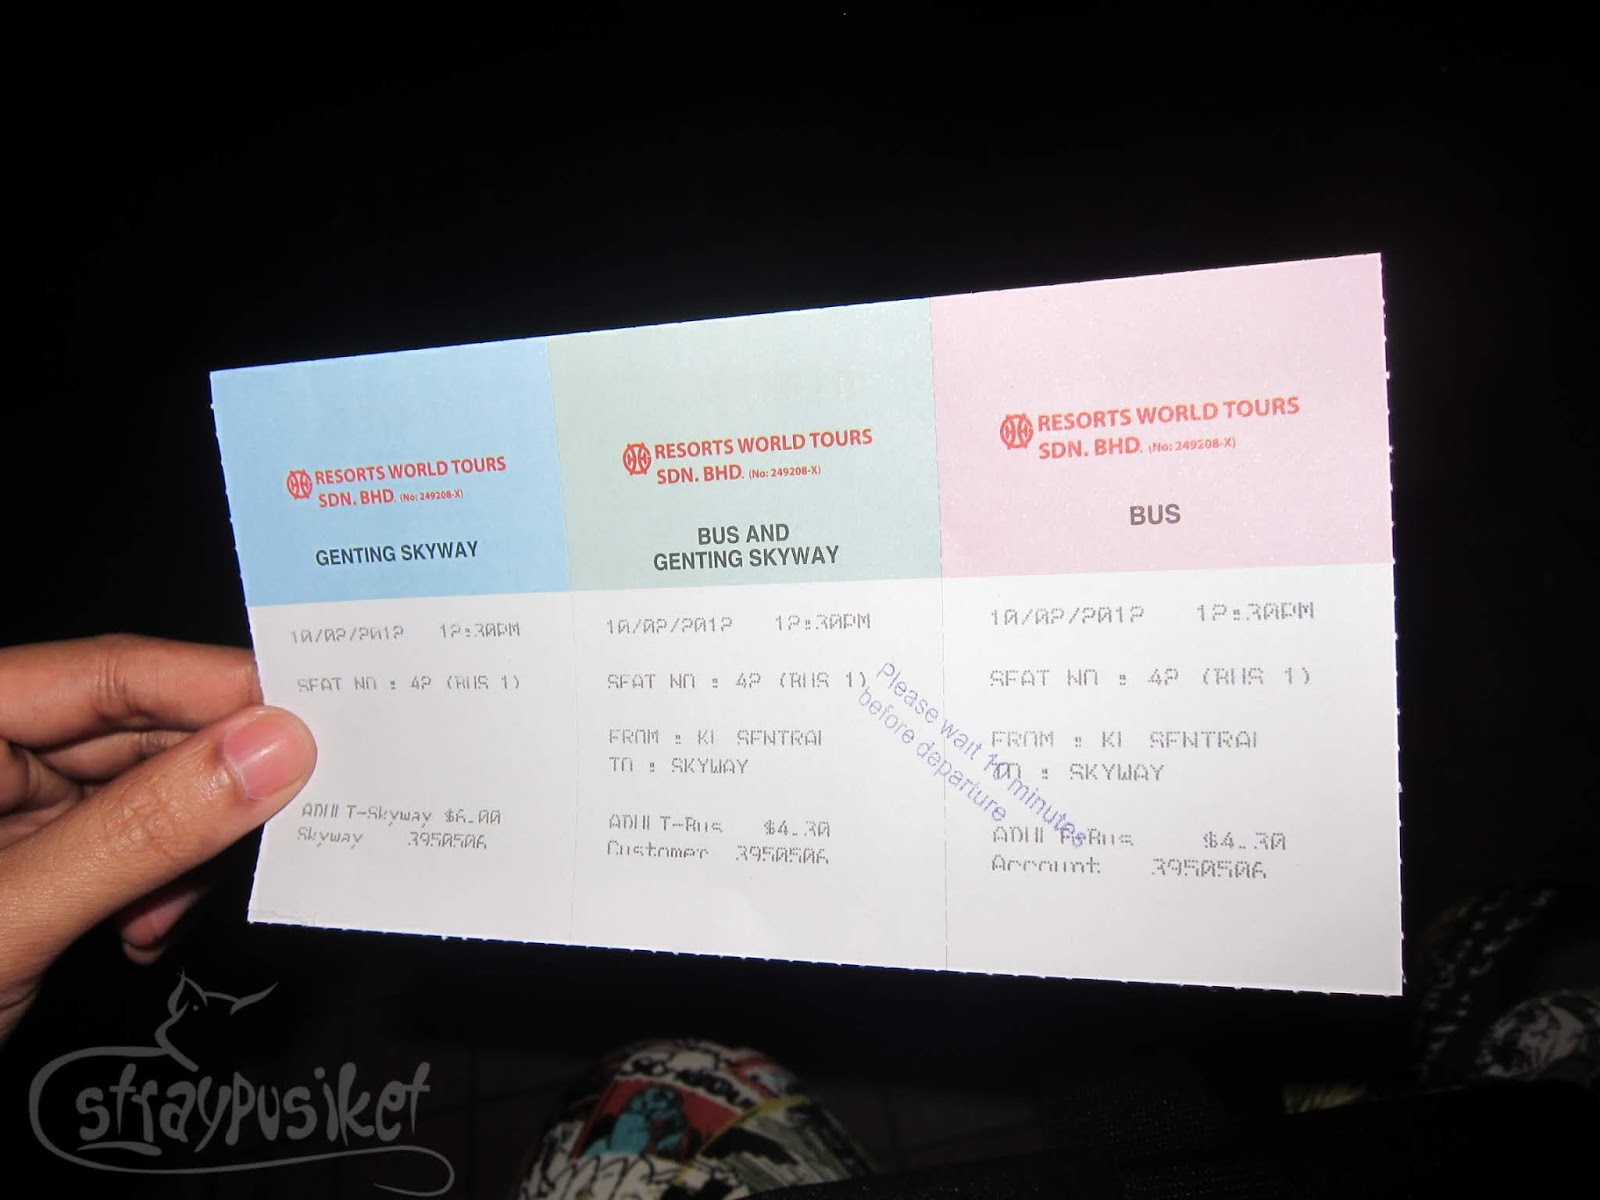 RESORTS WORLD TOURS
SDN. BHD. (No: 249208-X)
GENTING SKYWAY
10/02/2012 12:30PM
SEAT NO : 42 (BUS 1)
ADULT-Skyway $6.00
Skyway 3950506
RESORTS WORLD TOURS
SDN. BHD. (No: 249208-X)
BUS AND
GENTING SKYWAY
10/02/2012 12:30PM
SEAT NO : 42 (BUS 1)
FROM : KL SENTRAL
TO : SKYWAY
ADULT-Bus $4.30
Customer 3950506
Please wait 10 minutes
before departure
RESORTS WORLD TOURS
SDN. BHD. (No: 249208-X)
BUS
10/02/2012 12:30PM
SEAT NO : 42 (BUS 1)
FROM : KL SENTRAL
TO : SKYWAY
ADULT-Bus $4.30
Account 3950506
straypusiket